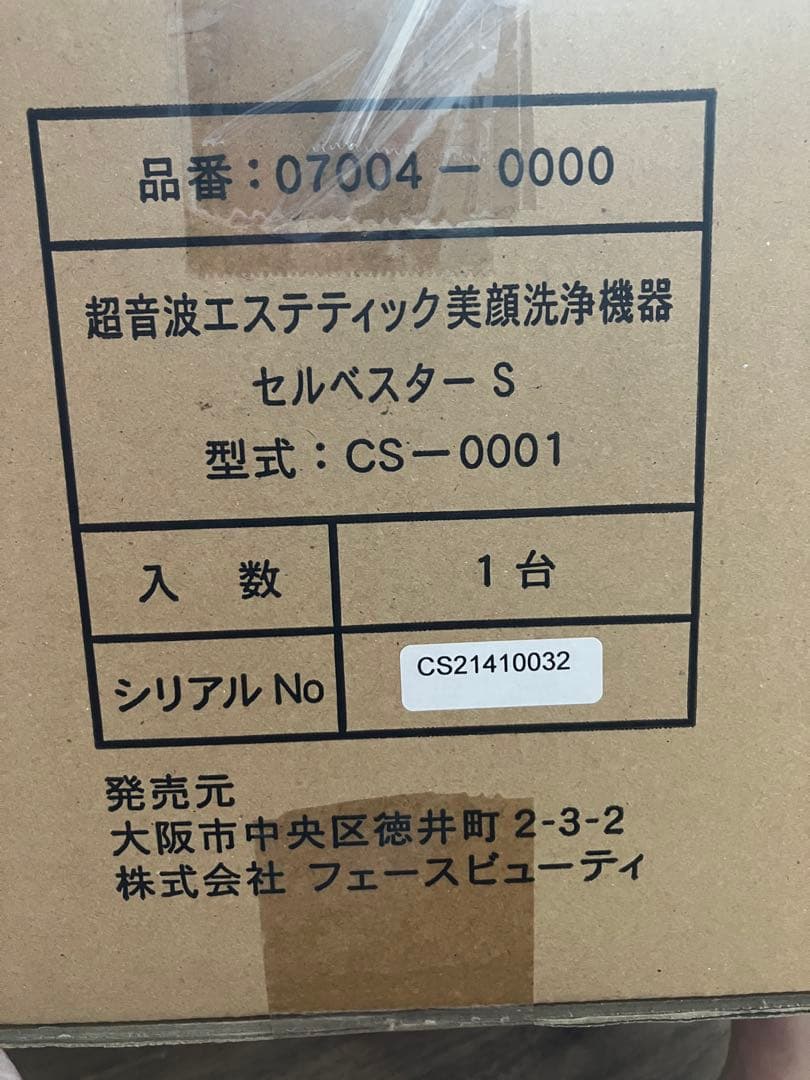 品番：07004－0000
超音波エステティック美顔洗浄機器
セルベスター S
型式：CS－0001
入 数 1 台
シリアル No CS21410032
発売元
大阪市中央区徳井町 2-3-2
株式会社 フェースビューティ